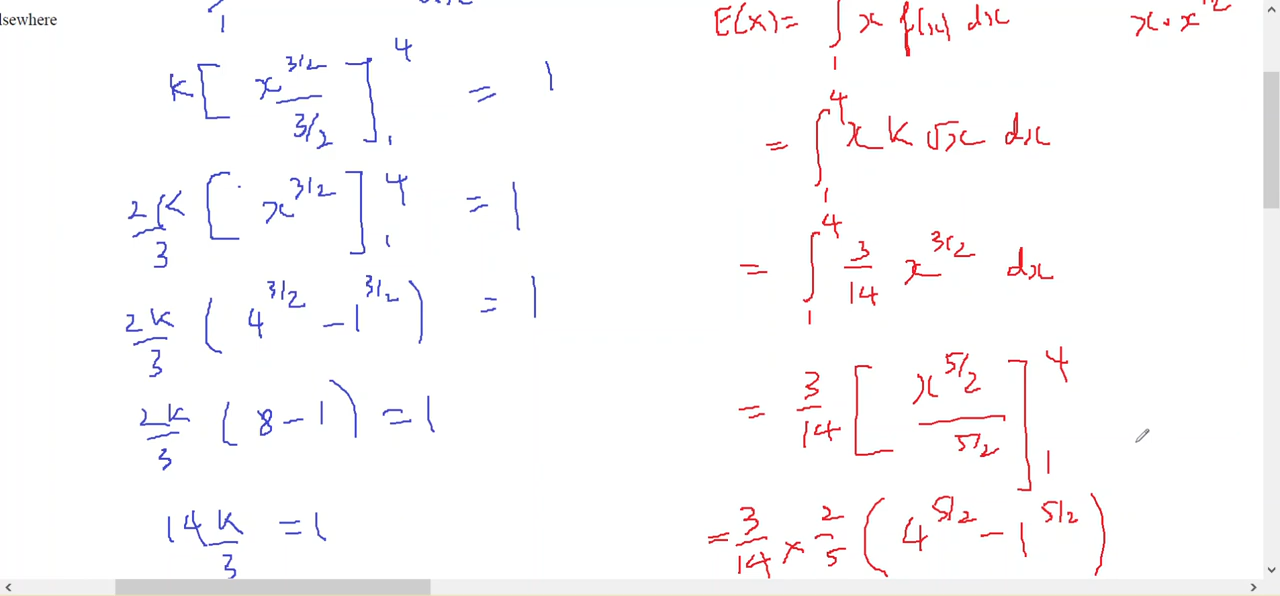 lsewhere
1
k [ x^{3/2} / 3/2 ]_1^4 = 1
2k/3 [ x^{3/2} ]_1^4 = 1
2k/3 ( 4^{3/2} - 1^{3/2} ) = 1
2k/3 ( 8 - 1 ) = 1
14k/3 = 1
E(x) = ∫_1 x f(x) dx
x · x^{1/2}
= ∫_1^4 x k √x dx
= ∫_1^4 3/14 x^{3/2} dx
= 3/14 [ x^{5/2} / 5/2 ]_1^4
= 3/14 × 2/5 ( 4^{5/2} - 1^{5/2} )